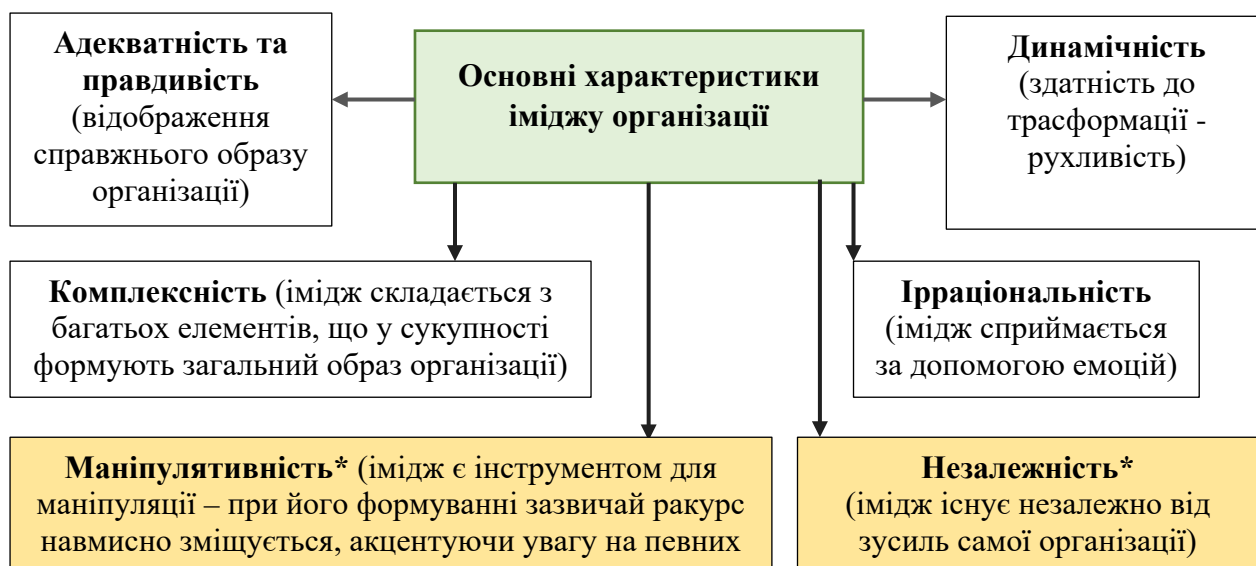 Адекватність та
правдивість
(відображення
справжнього образу
організації)
Основні характеристики
іміджу організації
Динамічність
(здатність до
трасформації -
рухливість)
Комплексність (імідж складається з
багатьох елементів, що у сукупності
формують загальний образ організації)
Ірраціональність
(імідж сприймається
за допомогою емоцій)
Маніпулятивність* (імідж є інструментом для
маніпуляції – при його формуванні зазвичай ракурс
навмисно зміщується, акцентуючи увагу на певних
Незалежність*
(імідж існує незалежно від
зусиль самої організації)